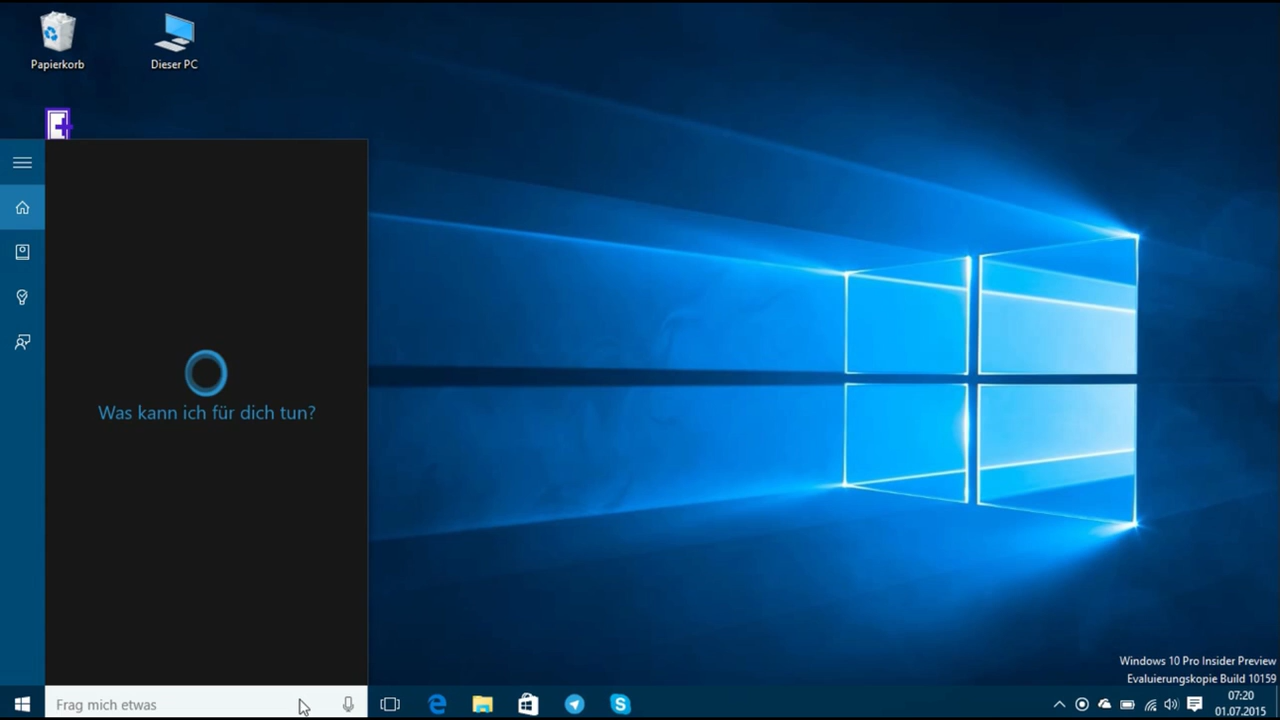 Papierkorb
Dieser PC
Was kann ich für dich tun?
Windows 10 Pro Insider Preview
Evaluierungskopie Build 10159
Frag mich etwas
07:20
01.07.2015